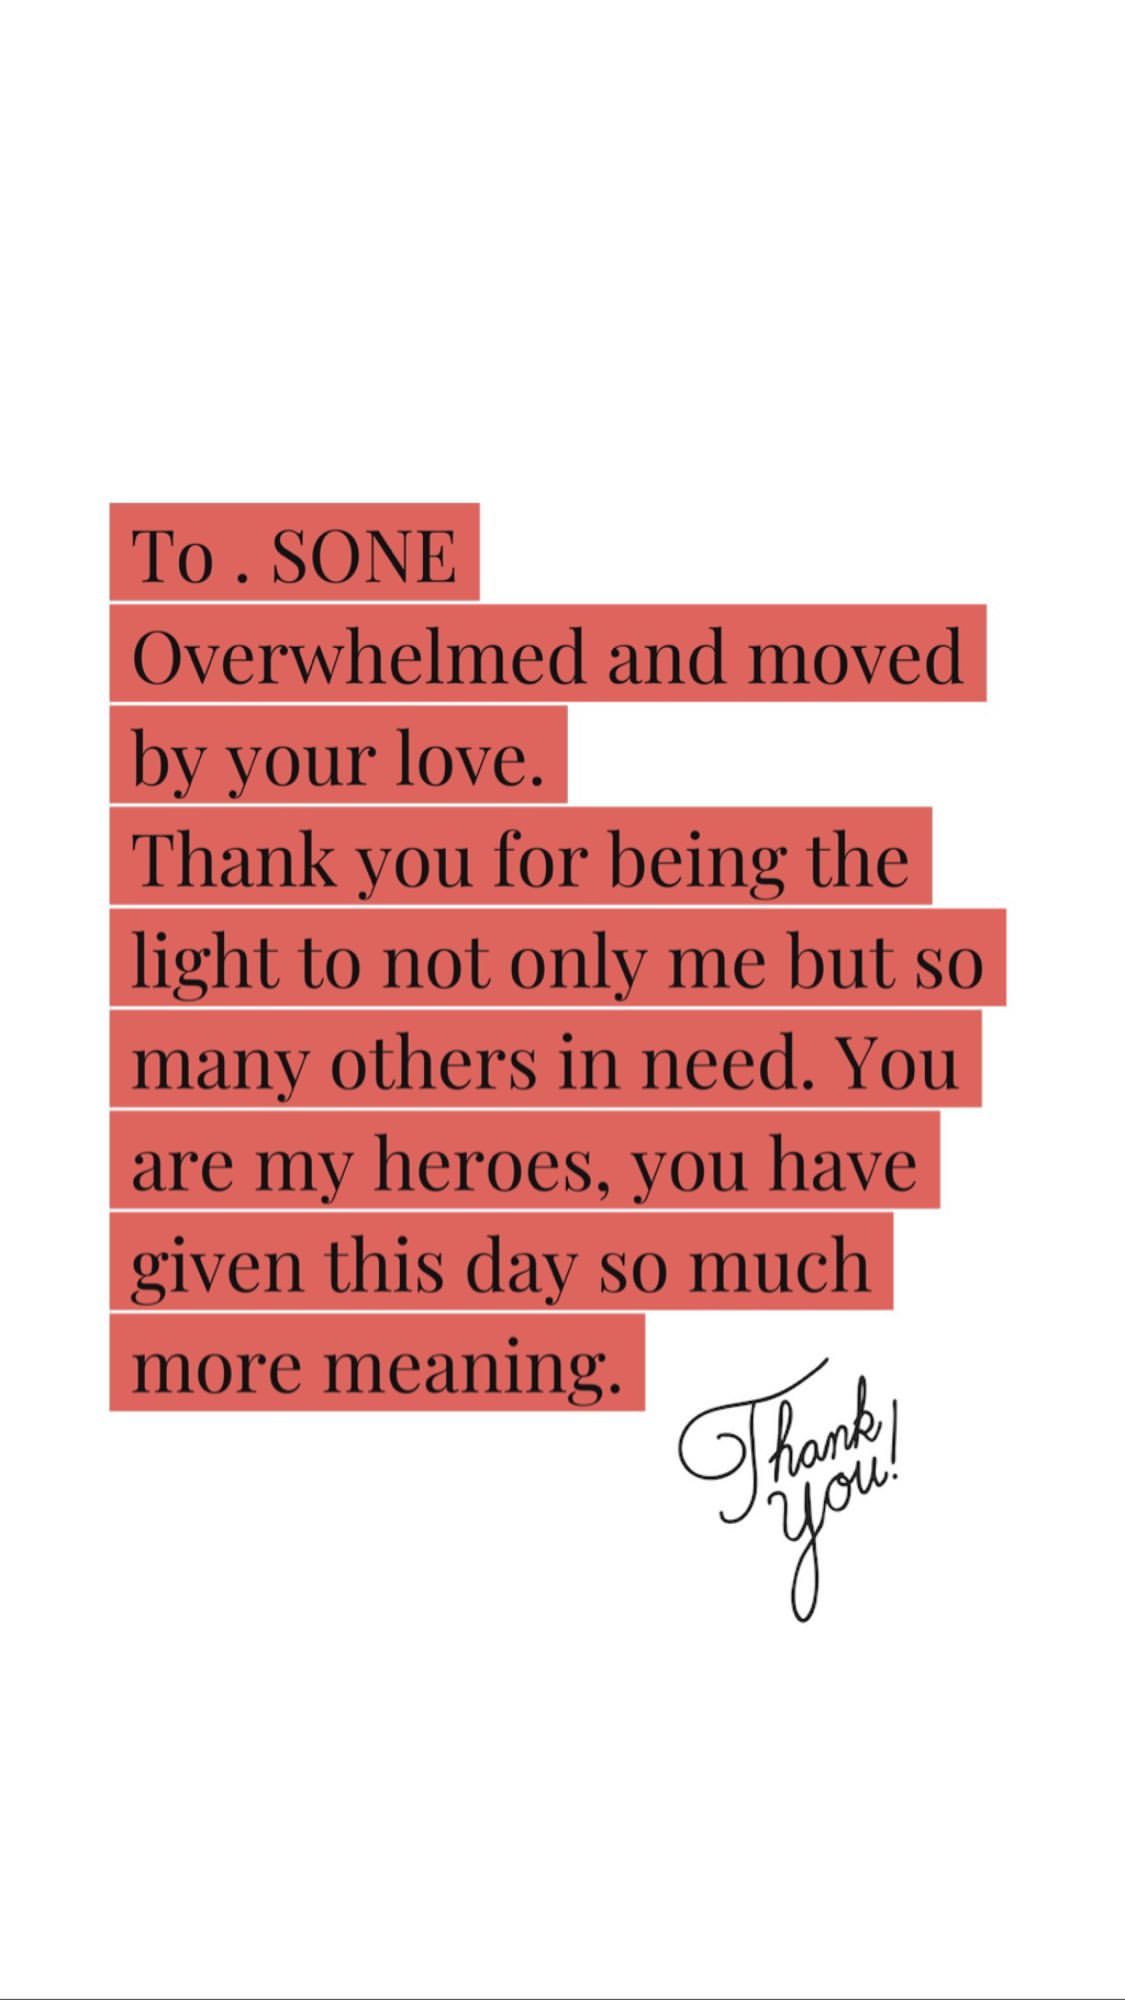 To . SONE
Overwhelmed and moved
by your love.
Thank you for being the
light to not only me but so
many others in need. You
are my heroes, you have
given this day so much
more meaning.
Thank
You!